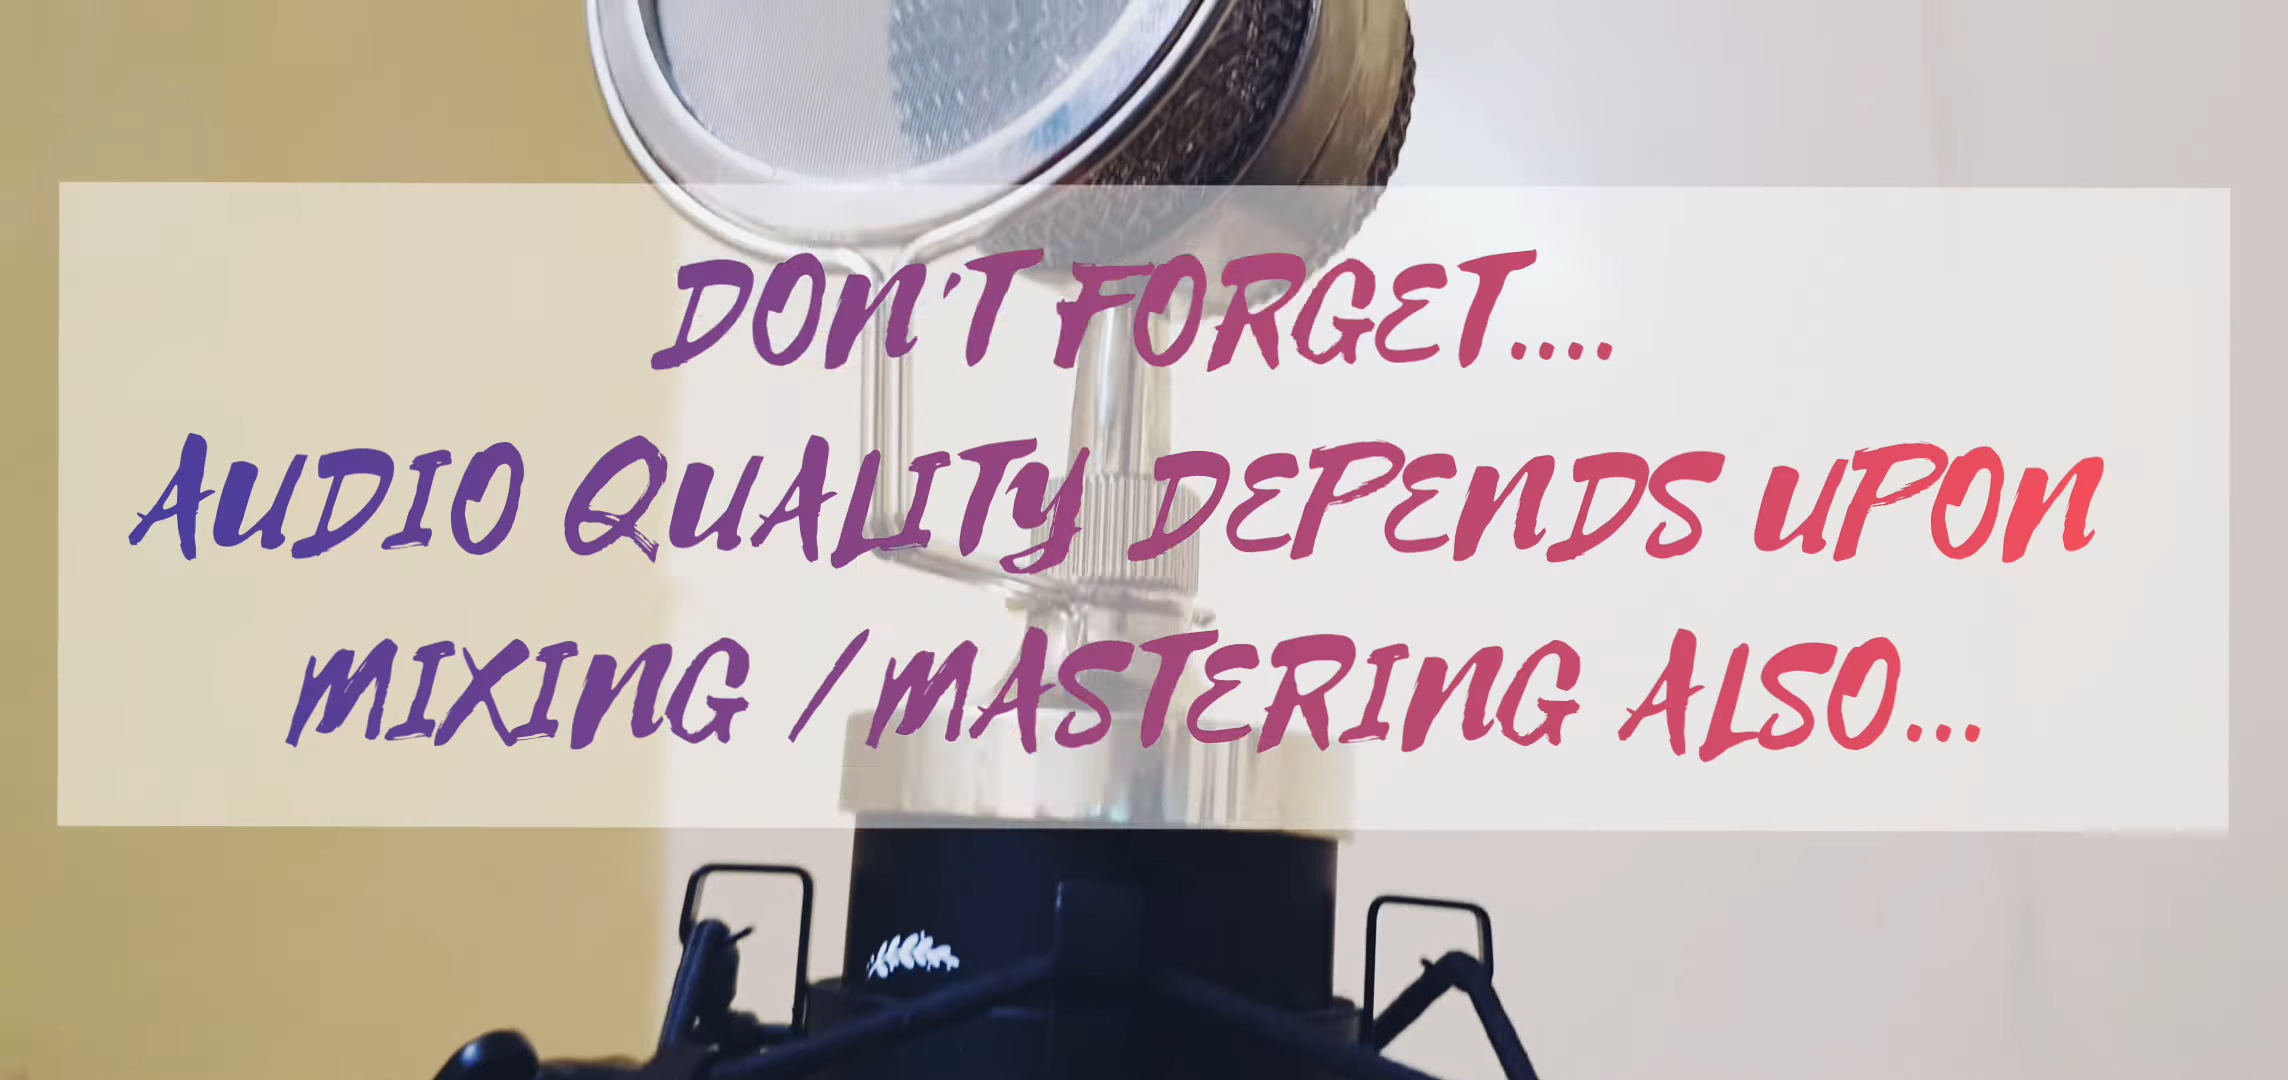 DON'T FORGET....
AUDIO QUALITY DEPENDS UPON
MIXING / MASTERING ALSO...